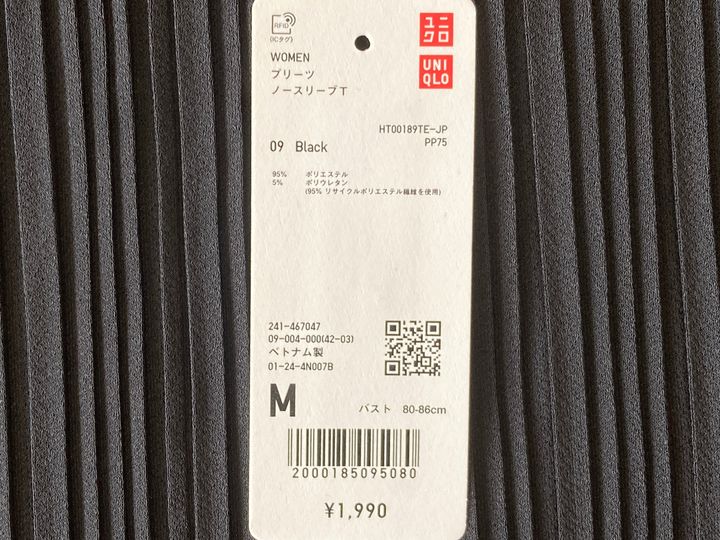 RFID
(ICタグ)
ユニクロ
UNIQLO
WOMEN
プリーツ
ノースリーブT
HT00189TE-JP
PP75
09 Black
95% ポリエステル
5% ポリウレタン
(95% リサイクルポリエステル繊維を使用)
241-467047
09-004-000(42-03)
ベトナム製
01-24-4N007B
M バスト 80-86cm
2000185095080
¥1,990